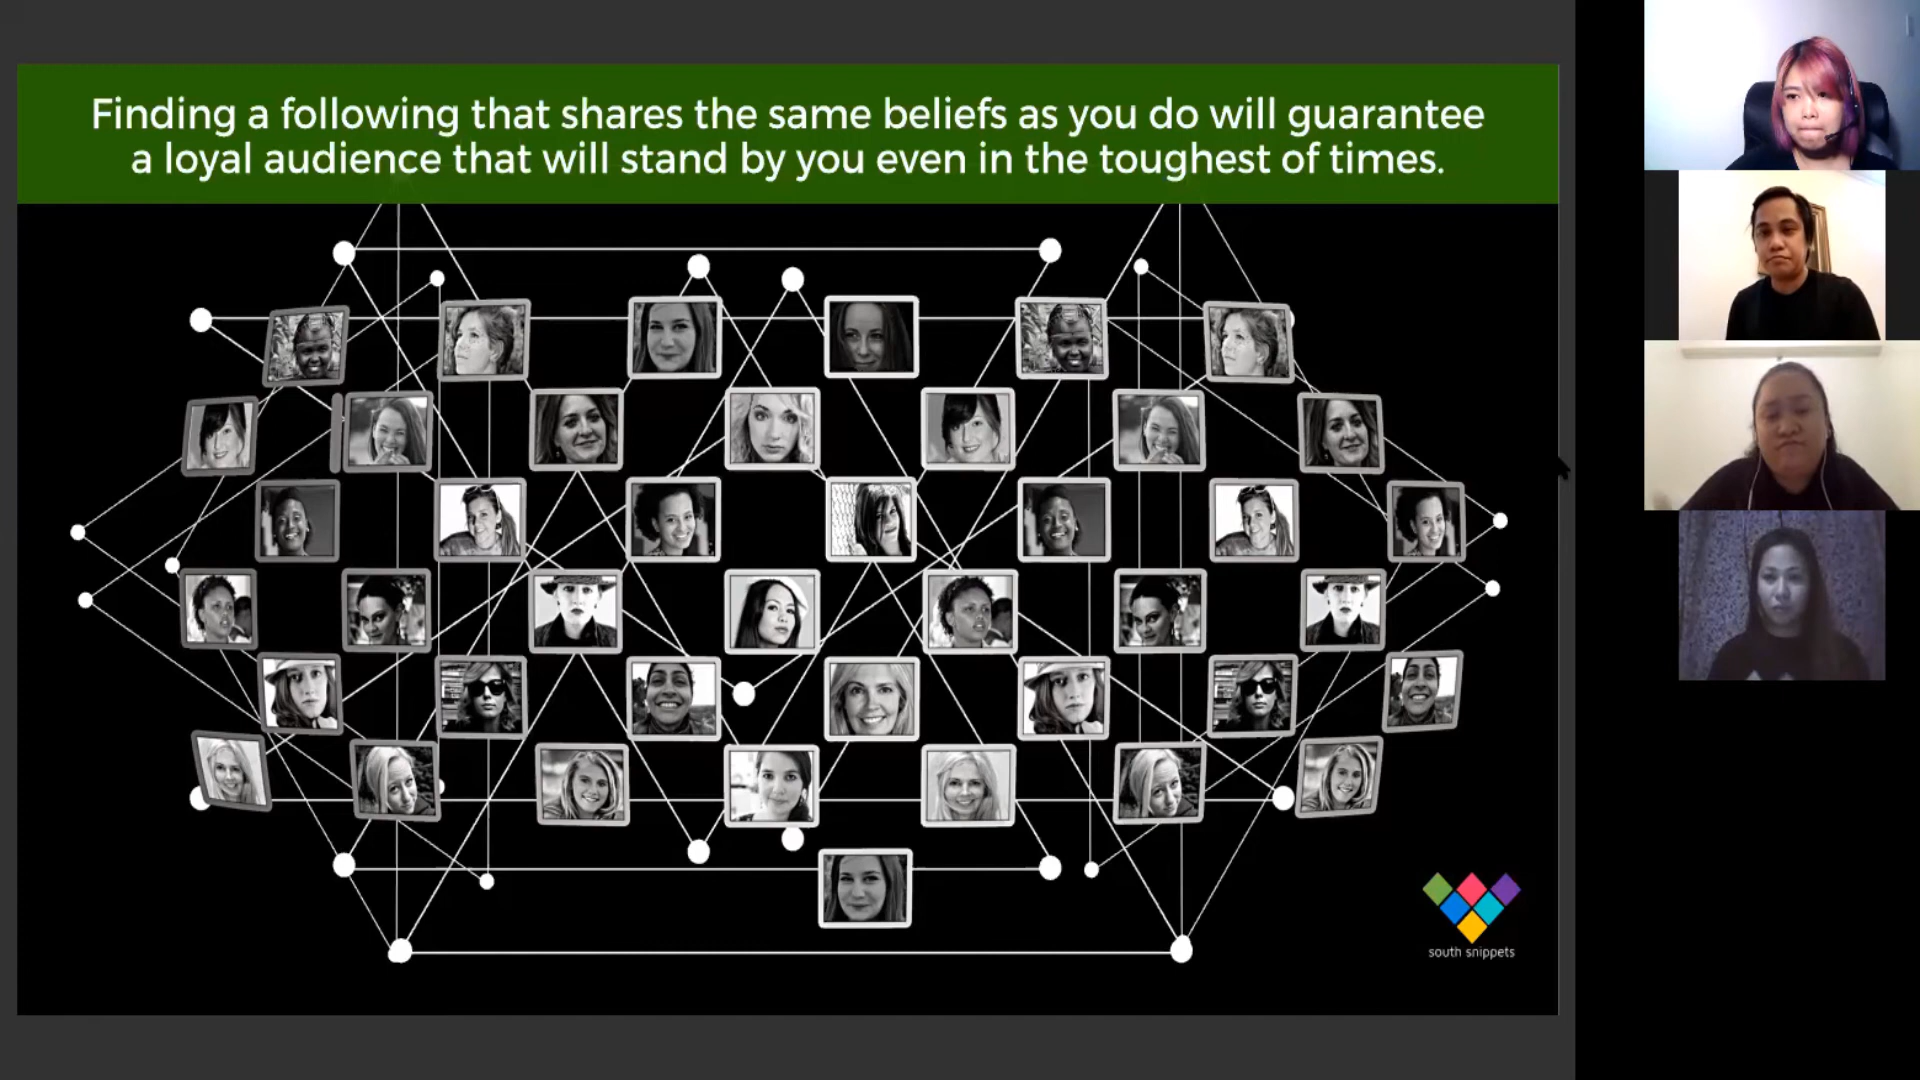 Finding a following that shares the same beliefs as you do will guarantee
a loyal audience that will stand by you even in the toughest of times.
south snippets